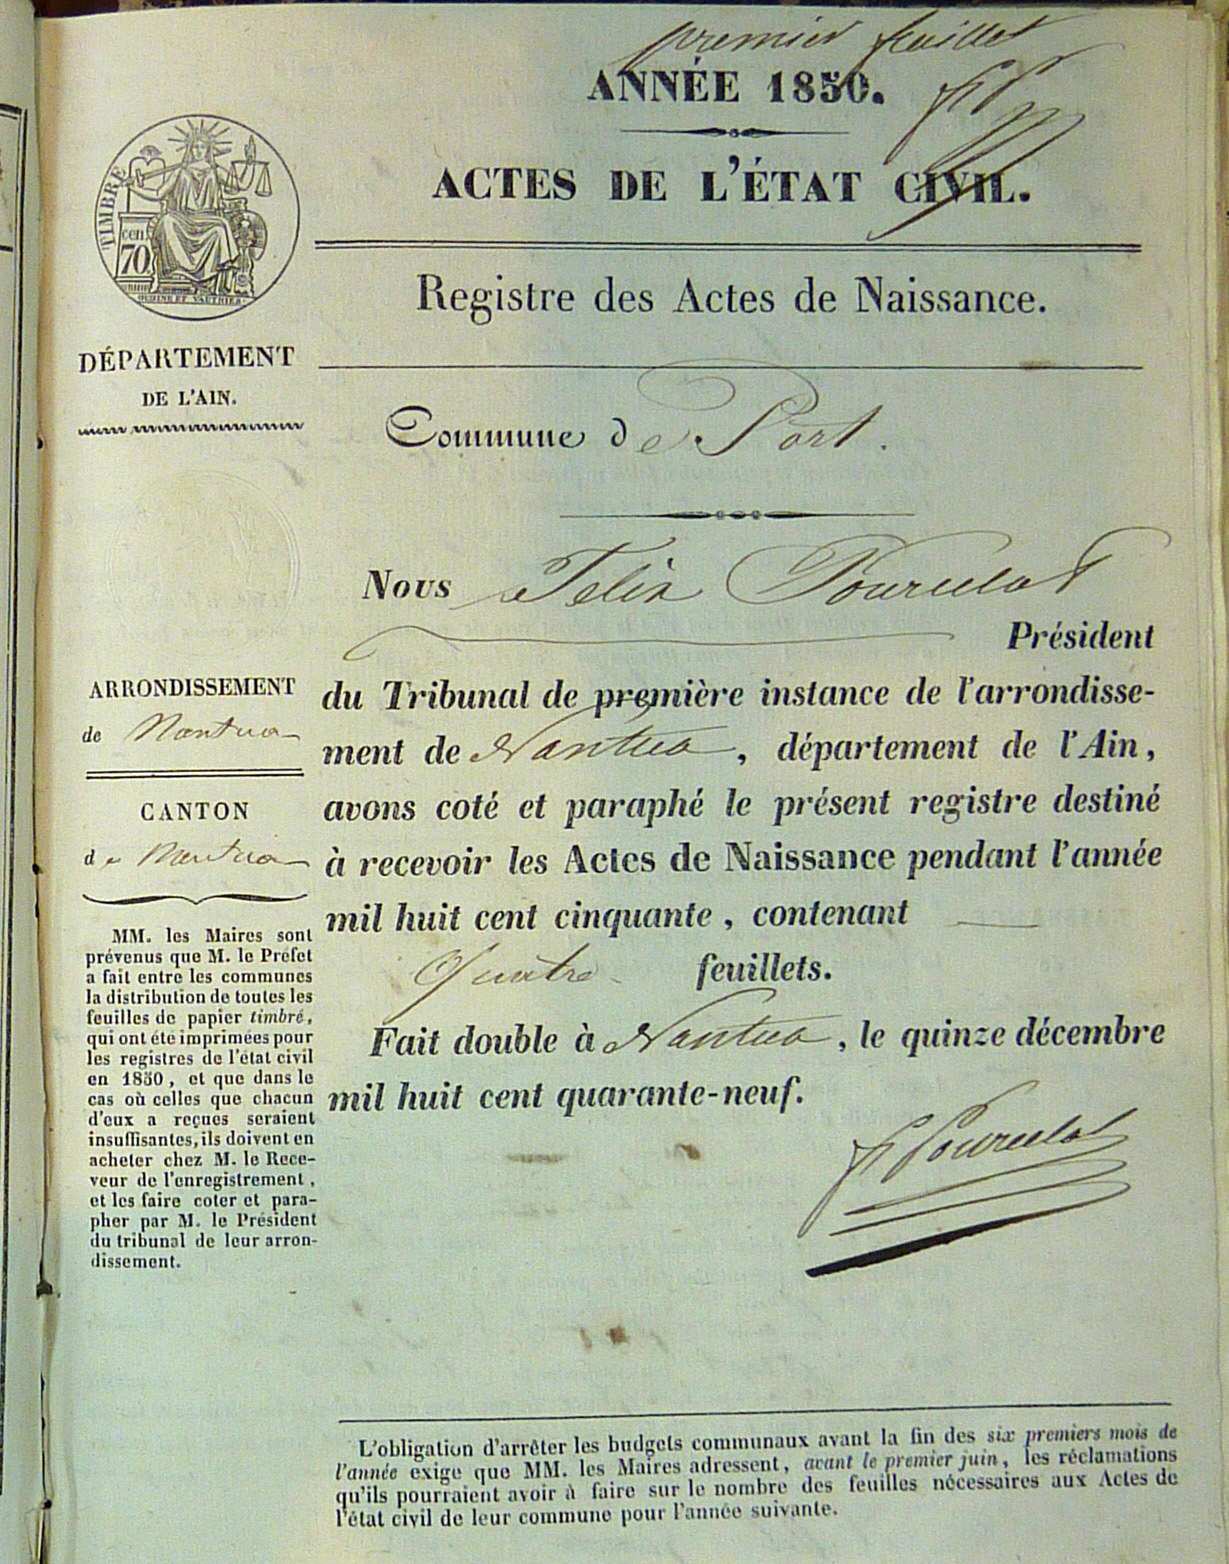 premier feuillet
ANNÉE 1850.
ACTES DE L'ÉTAT CIVIL.
TIMBRE
cen.
70
Registre des Actes de Naissance.
DÉPARTEMENT
DE L'AIN.
Commune de Port.
Nous Felix Pourcelot
Président
du Tribunal de première instance de l'arrondisse-
ment de Nantua, département de l'Ain,
avons coté et paraphé le présent registre destiné
à recevoir les Actes de Naissance pendant l'année
mil huit cent cinquante, contenant
Quatre feuillets.
Fait double à Nantua, le quinze décembre
mil huit cent quarante-neuf.
F Pourcelot
ARRONDISSEMENT
de Nantua
CANTON
de Nantua
MM. les Maires sont
prévenus que M. le Préfet
a fait entre les communes
la distribution de toutes les
feuilles de papier timbré,
qui ont été imprimées pour
les registres de l'état civil
en 1850, et que dans le
cas où celles que chacun
d'eux a reçues seraient
insuffisantes, ils doivent en
acheter chez M. le Rece-
veur de l'enregistrement,
et les faire coter et para-
pher par M. le Président
du tribunal de leur arron-
dissement.
L'obligation d'arrêter les budgets communaux avant la fin des six premiers mois de
l'année exige que MM. les Maires adressent, avant le premier juin, les réclamations
qu'ils pourraient avoir à faire sur le nombre des feuilles nécessaires aux Actes de
l'état civil de leur commune pour l'année suivante.